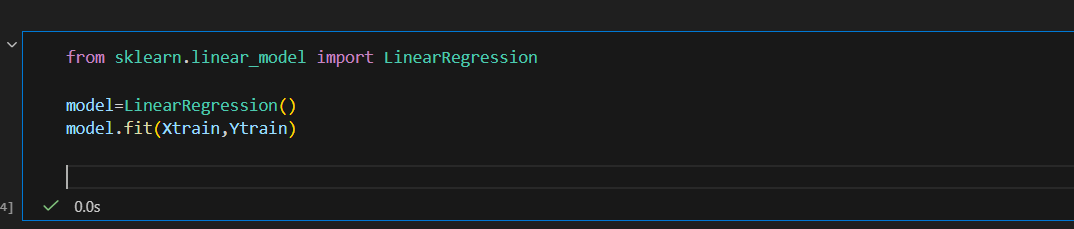 from sklearn.linear_model import LinearRegression
model=LinearRegression()
model.fit(Xtrain,Ytrain)
4]
0.0s